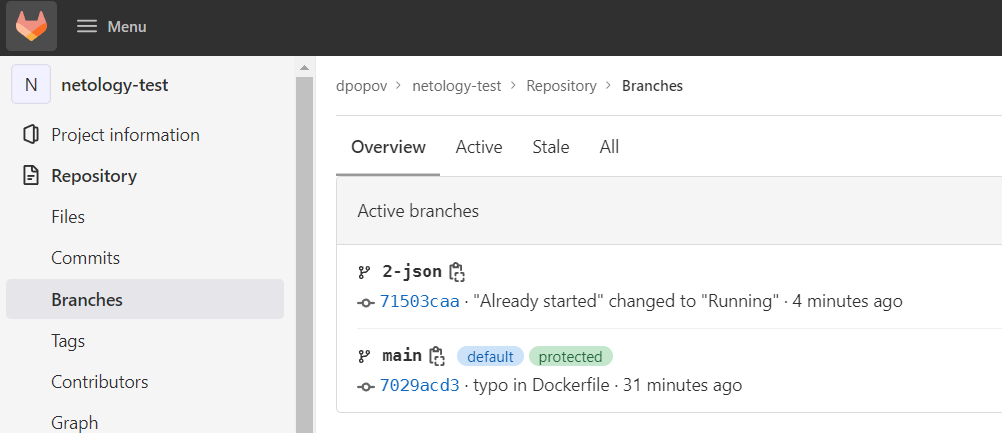 Menu
N netology-test
Project information
Repository
Files
Commits
Branches
Tags
Contributors
Graph
dpopov > netology-test > Repository > Branches
Overview Active Stale All
Active branches
2-json
71503caa · "Already started" changed to "Running" · 4 minutes ago
main default protected
7029acd3 · typo in Dockerfile · 31 minutes ago